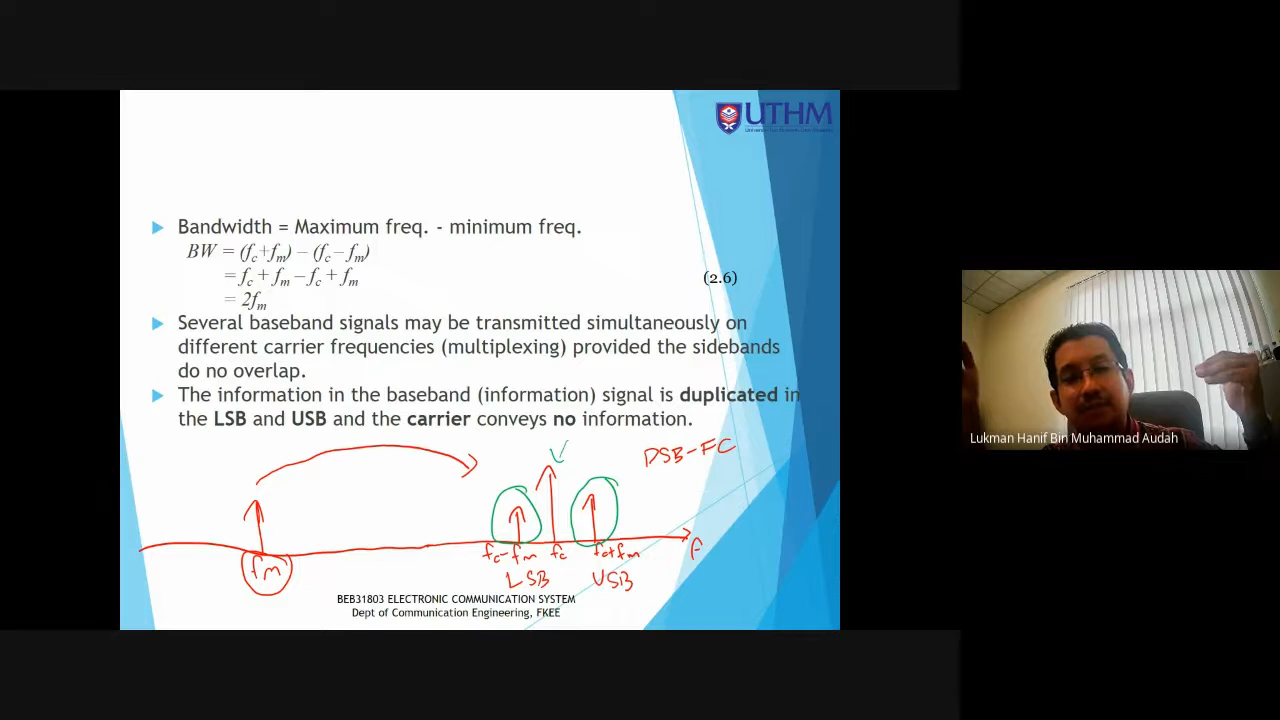 UTHM
Bandwidth = Maximum freq. - minimum freq.
BW = (fc+fm) – (fc – fm)
= fc + fm – fc + fm
(2.6)
= 2fm
Several baseband signals may be transmitted simultaneously on
different carrier frequencies (multiplexing) provided the sidebands
do no overlap.
The information in the baseband (information) signal is duplicated in
the LSB and USB and the carrier conveys no information.
DSB-FC
fm
fc-fm
fc
fc+fm
f
LSB
USB
BEB31803 ELECTRONIC COMMUNICATION SYSTEM
Dept of Communication Engineering, FKEE
Lukman Hanif Bin Muhammad Audah